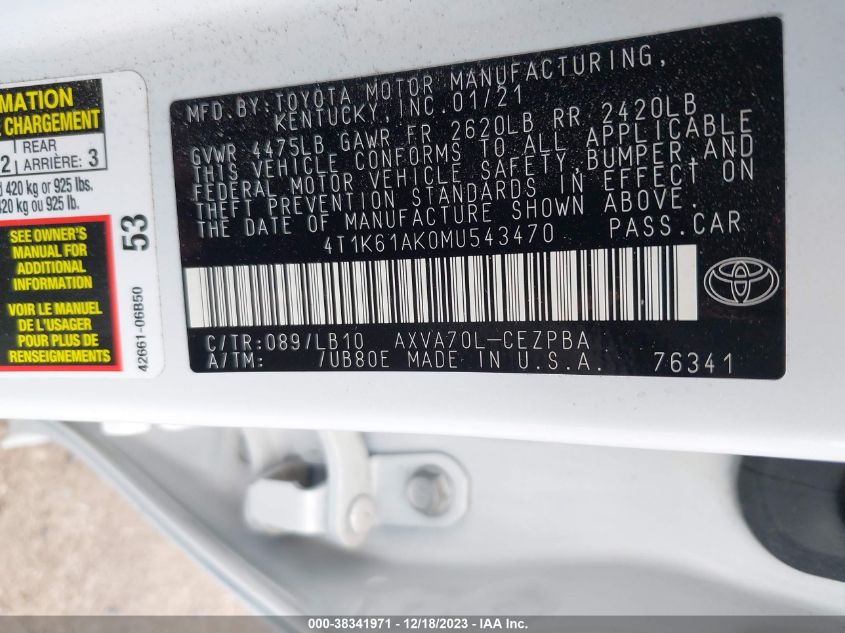 MATION
E CHARGEMENT
1 REAR
2 ARRIÈRE: 3
d 420 kg or 925 lbs.
420 kg ou 925 lb.
SEE OWNER'S
MANUAL FOR
ADDITIONAL
INFORMATION
VOIR LE MANUEL
DE L'USAGER
POUR PLUS DE
RENSEIGNEMENTS
53
42661-06B50
MFD.BY:TOYOTA MOTOR MANUFACTURING,
KENTUCKY,INC.01/21
GVWR 4475LB GAWR FR 2620LB RR 2420LB
THIS VEHICLE CONFORMS TO ALL APPLICABLE
FEDERAL MOTOR VEHICLE SAFETY,BUMPER,AND
THEFT PREVENTION STANDARDS IN EFFECT ON
THE DATE OF MANUFACTURE SHOWN ABOVE.
4T1K61AK0MU543470 PASS.CAR
C/TR:089/LB10 AXVA70L-CEZPBA
A/TM: /UB80E MADE IN U.S.A. 76341
000-38341971 - 12/18/2023 - IAA Inc.